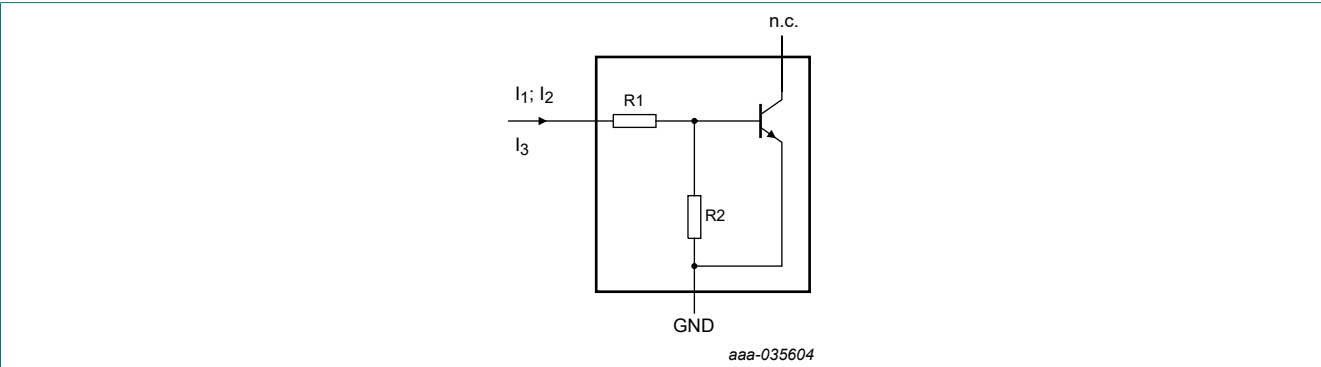 n.c.
I1; I2
R1
I3
R2
GND
aaa-035604